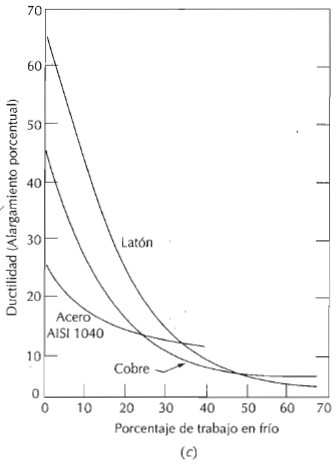 70
60
50
40
30
20
10
0
Ductilidad (Alargamiento porcentual)
Latón
Acero
AISI 1040
Cobre
0 10 20 30 40 50 60 70
Porcentaje de trabajo en frío
(c)